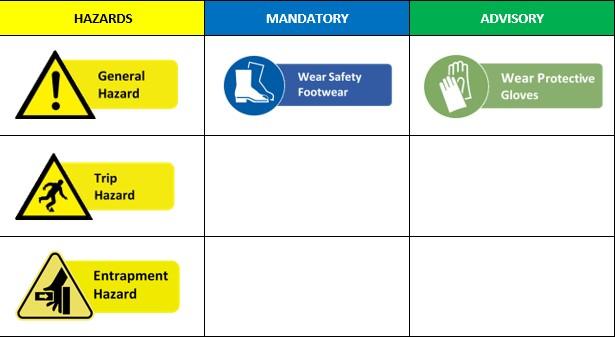 HAZARDS
MANDATORY
ADVISORY
General
Hazard
Wear Safety
Footwear
Wear Protective
Gloves
Trip
Hazard
Entrapment
Hazard